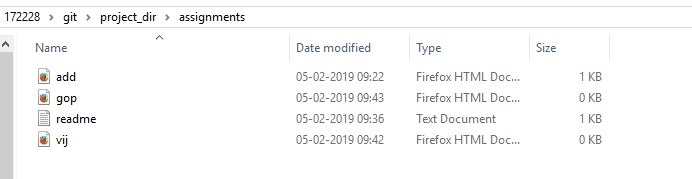 172228 > git > project_dir > assignments
Name Date modified Type Size
add 05-02-2019 09:22 Firefox HTML Doc... 1 KB
gop 05-02-2019 09:43 Firefox HTML Doc... 0 KB
readme 05-02-2019 09:36 Text Document 1 KB
vij 05-02-2019 09:42 Firefox HTML Doc... 0 KB